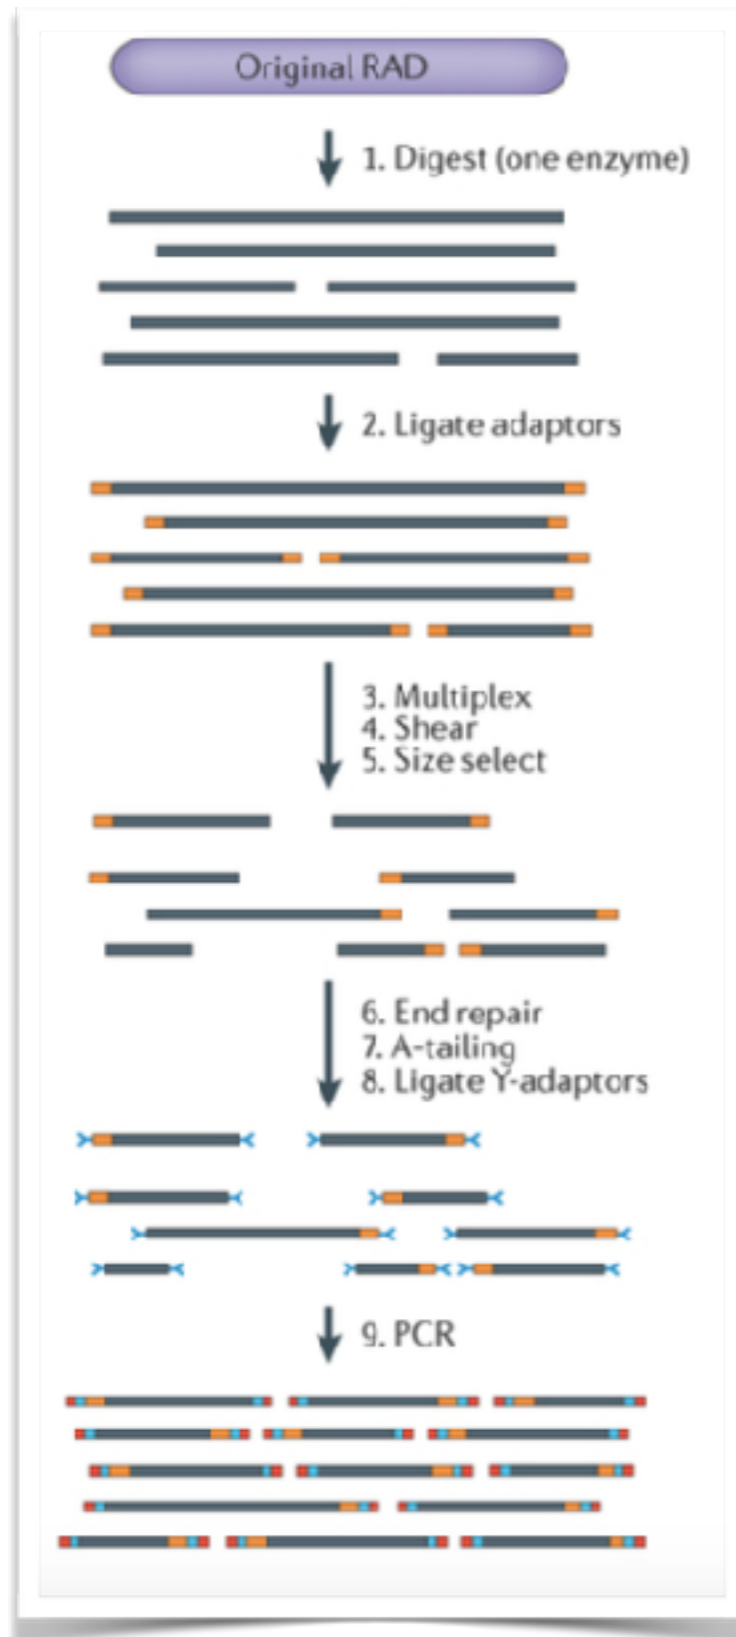 Original RAD
1. Digest (one enzyme)
2. Ligate adaptors
3. Multiplex
4. Shear
5. Size select
6. End repair
7. A-tailing
8. Ligate Y-adaptors
9. PCR